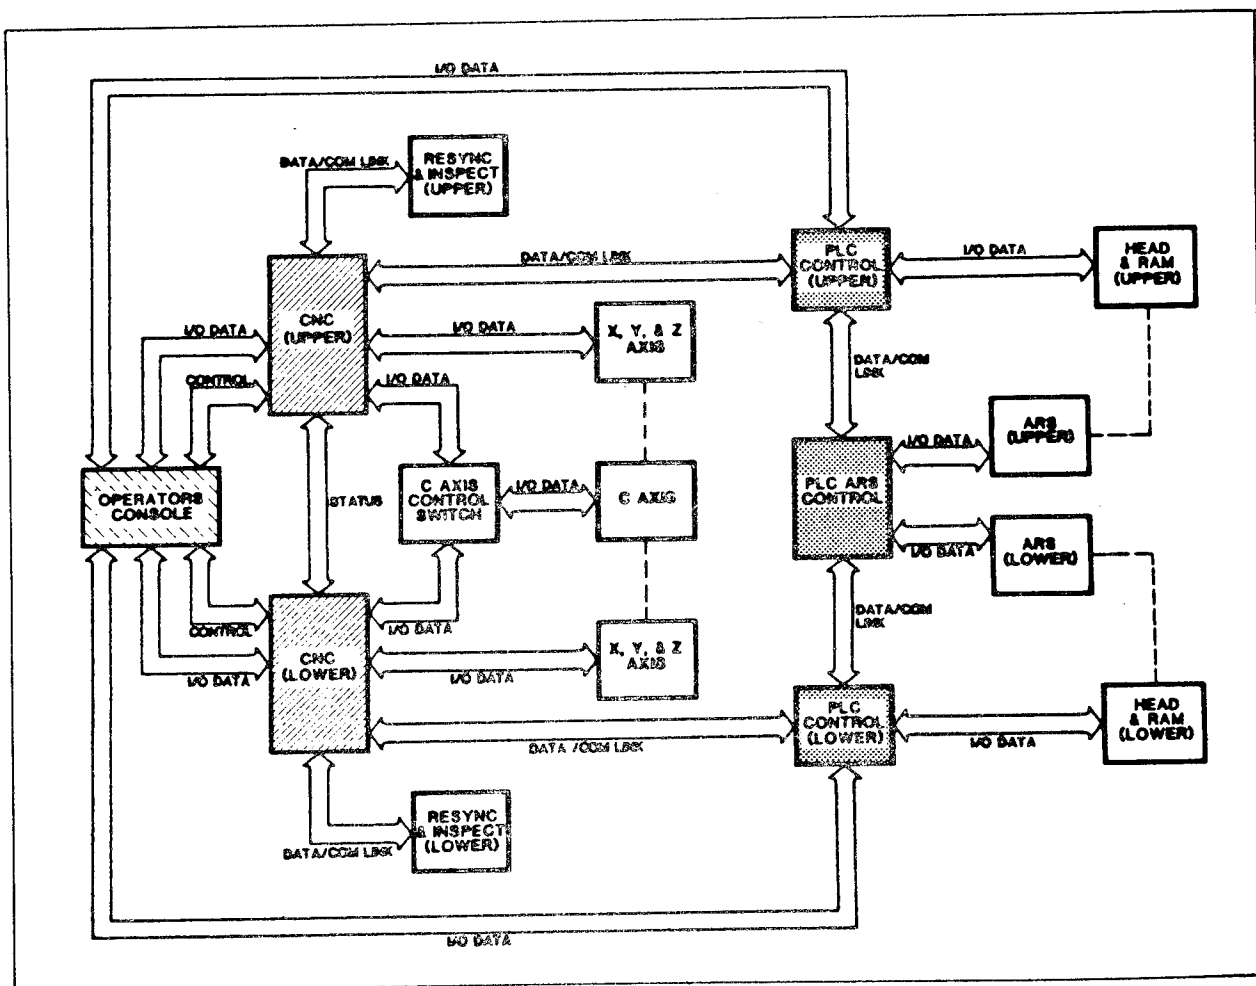 I/O DATA
DATA/COM LINK
RESYNC
& INSPECT
(UPPER)
DATA/COM LINK
PLC
CONTROL
(UPPER)
I/O DATA
HEAD
& RAM
(UPPER)
CNC
(UPPER)
I/O DATA
I/O DATA
X, Y, & Z
AXIS
CONTROL
I/O DATA
DATA/COM
LINK
ARS
(UPPER)
I/O DATA
OPERATORS
CONSOLE
STATUS
C AXIS
CONTROL
SWITCH
I/O DATA
C AXIS
PLC ARS
CONTROL
I/O DATA
ARS
(LOWER)
DATA/COM
LINK
CONTROL
I/O DATA
I/O DATA
CNC
(LOWER)
I/O DATA
X, Y, & Z
AXIS
DATA /COM LINK
PLC
CONTROL
(LOWER)
I/O DATA
HEAD
& RAM
(LOWER)
DATA/COM LINK
RESYNC
& INSPECT
(LOWER)
I/O DATA